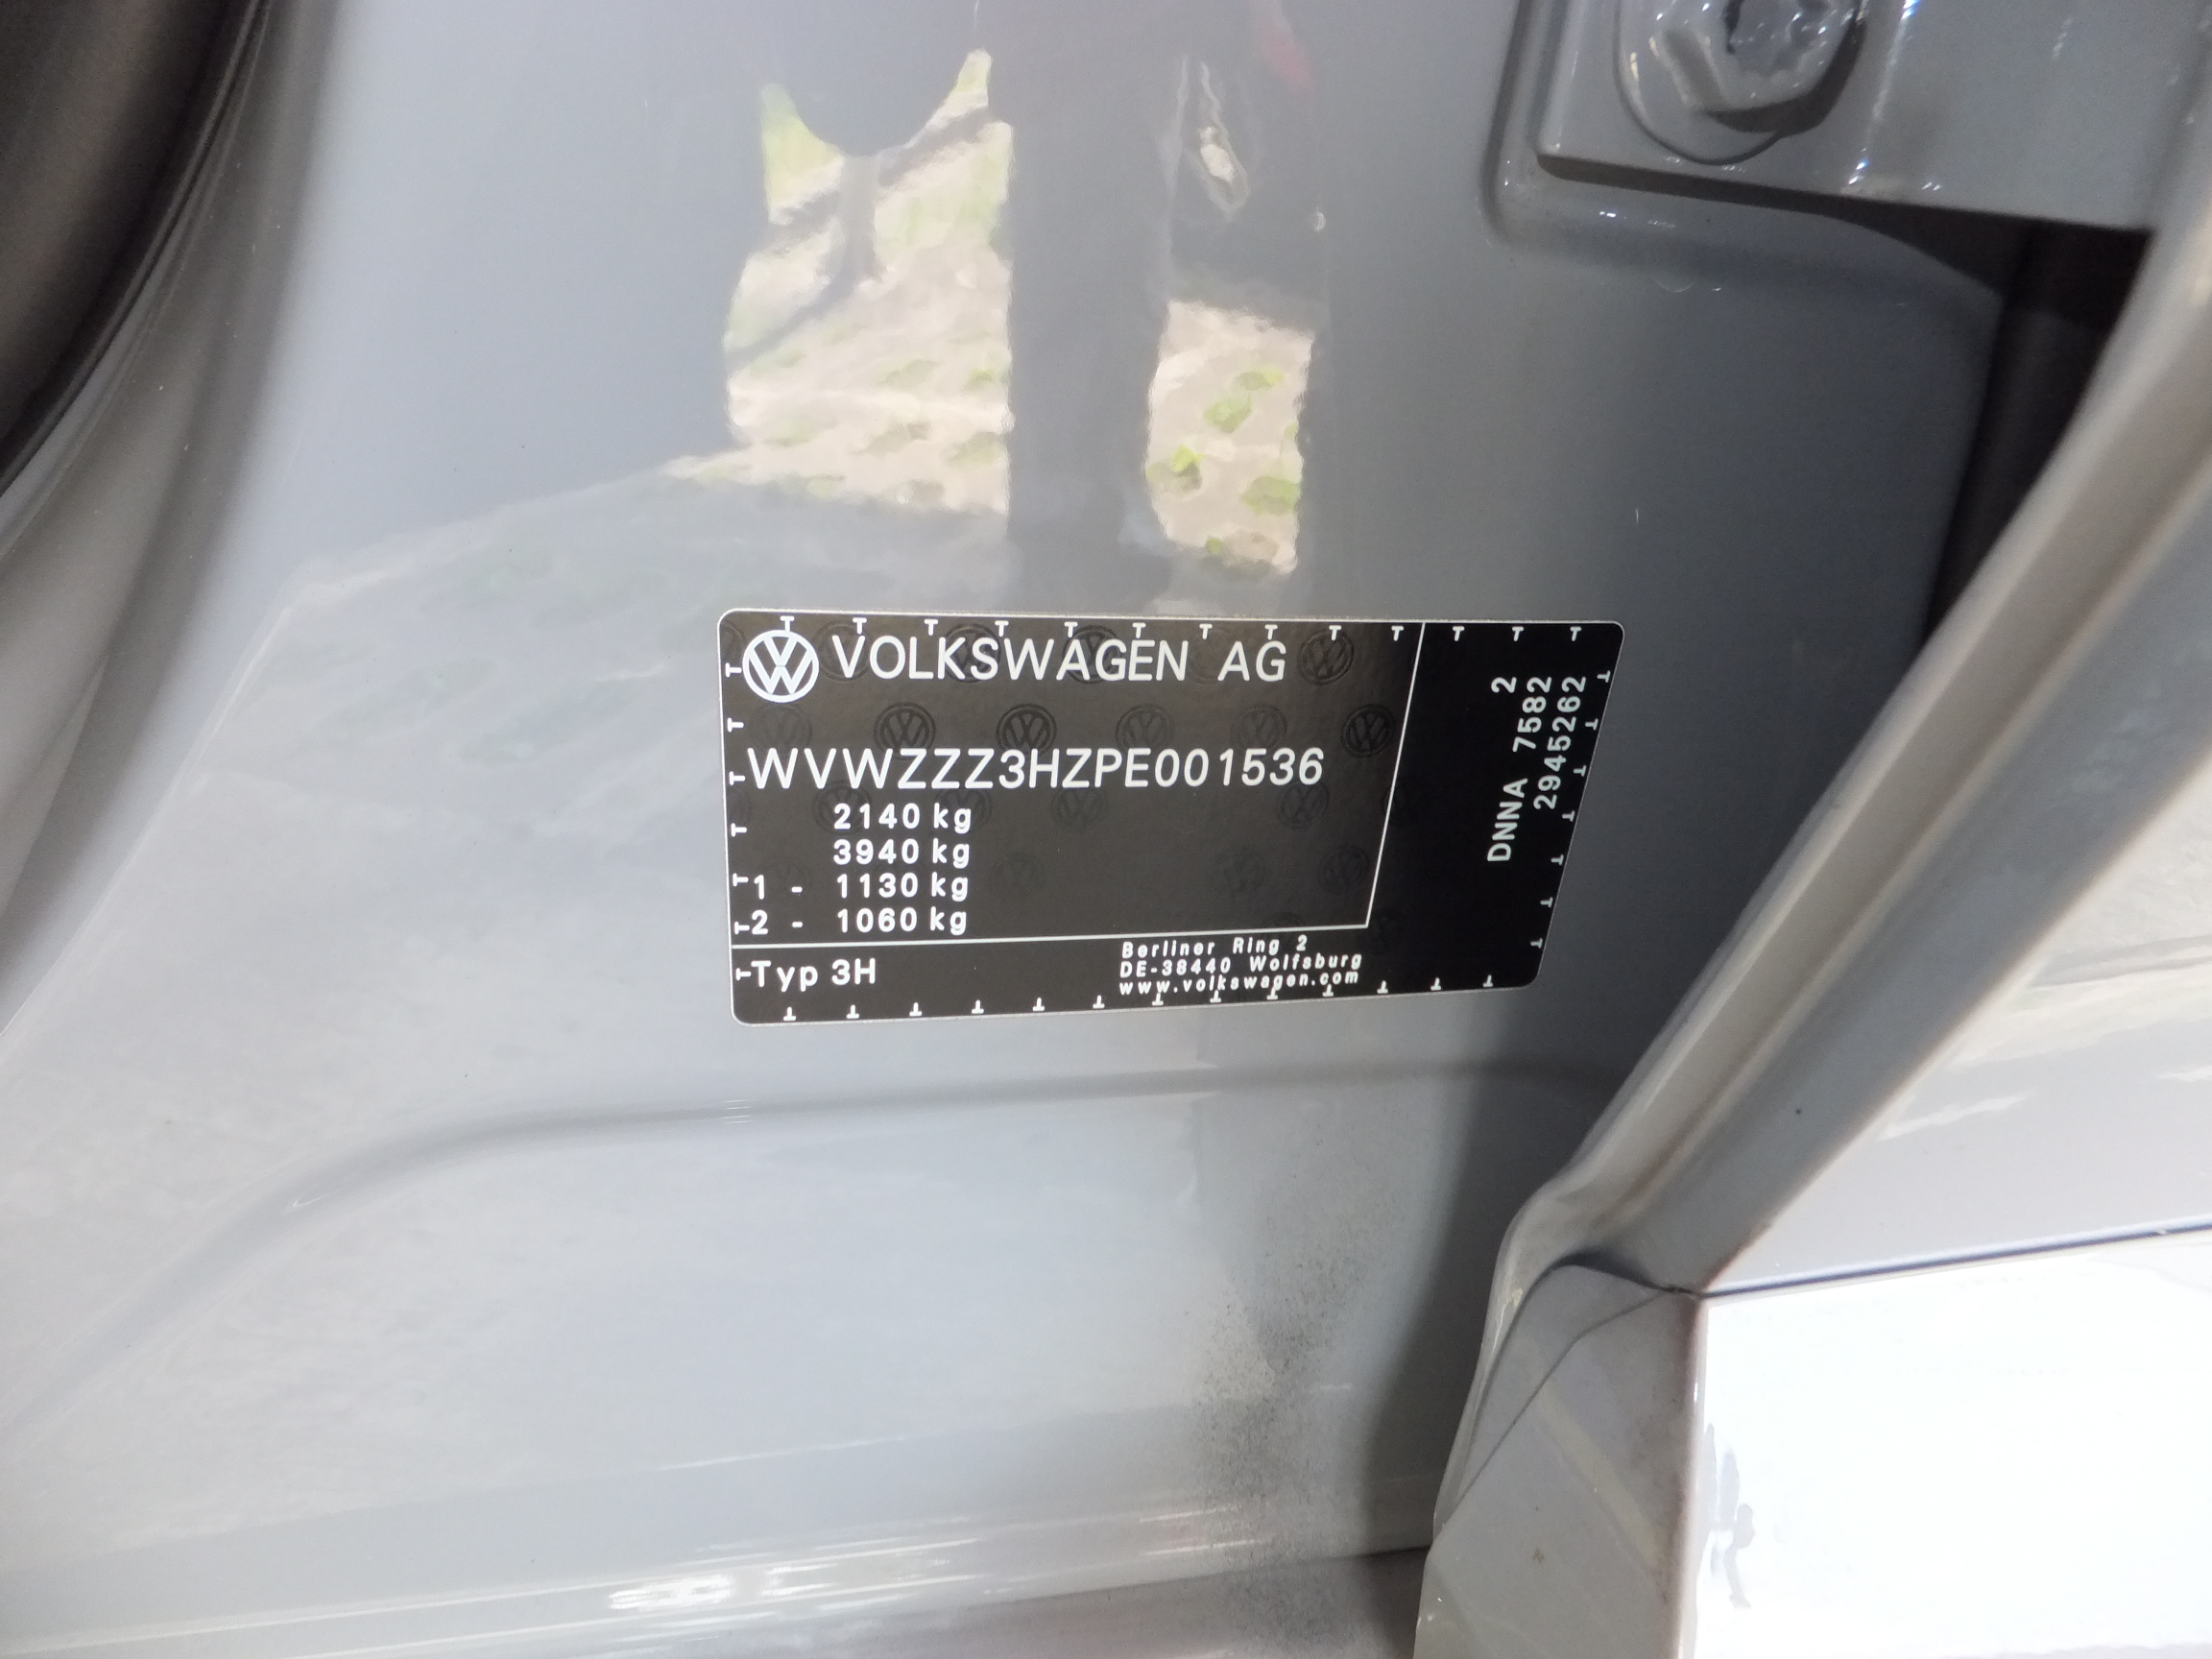 VOLKSWAGEN AG
WVWZZZ3HZPE001536
2140 kg
3940 kg
1 - 1130 kg
2 - 1060 kg
Typ 3H
Berliner Ring 2
DE-38440 Wolfsburg
www.volkswagen.com
2
DNNA 7582
2945262